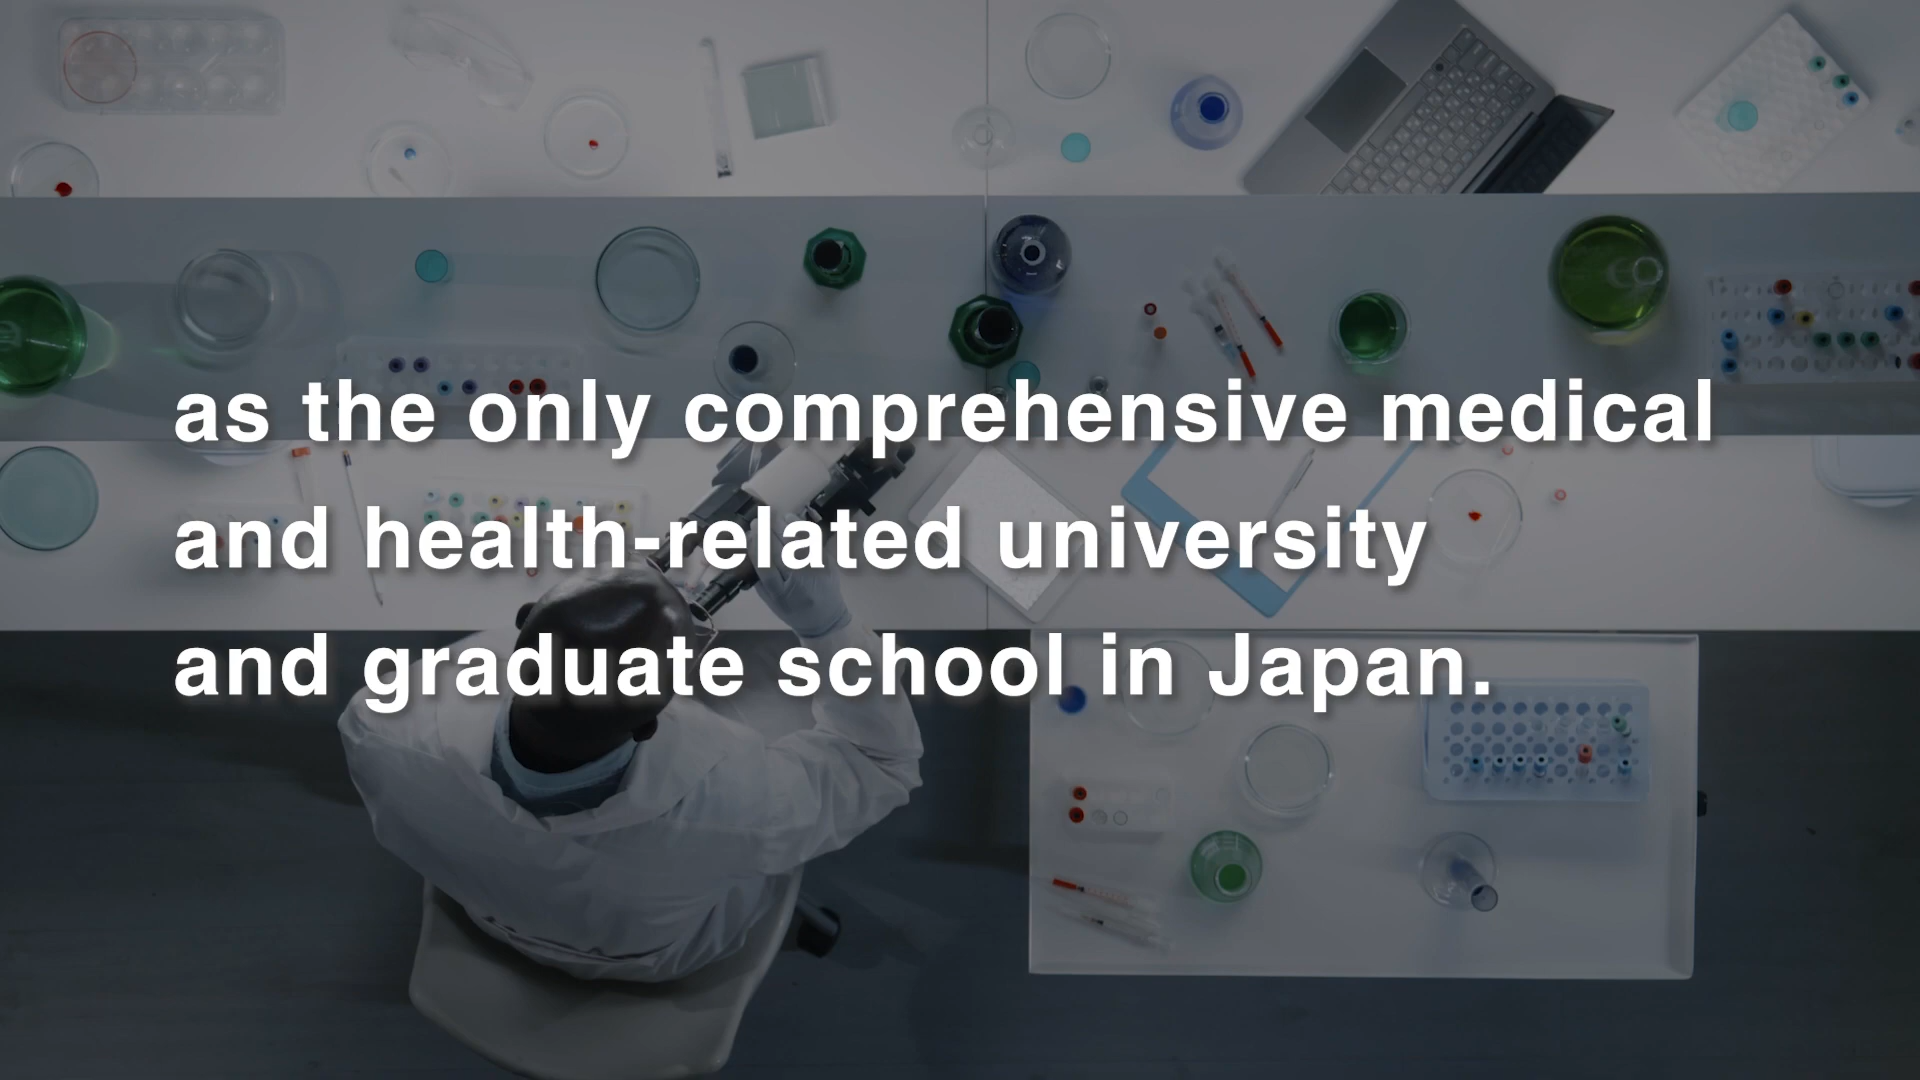 as the only comprehensive medical
and health-related university
and graduate school in Japan.